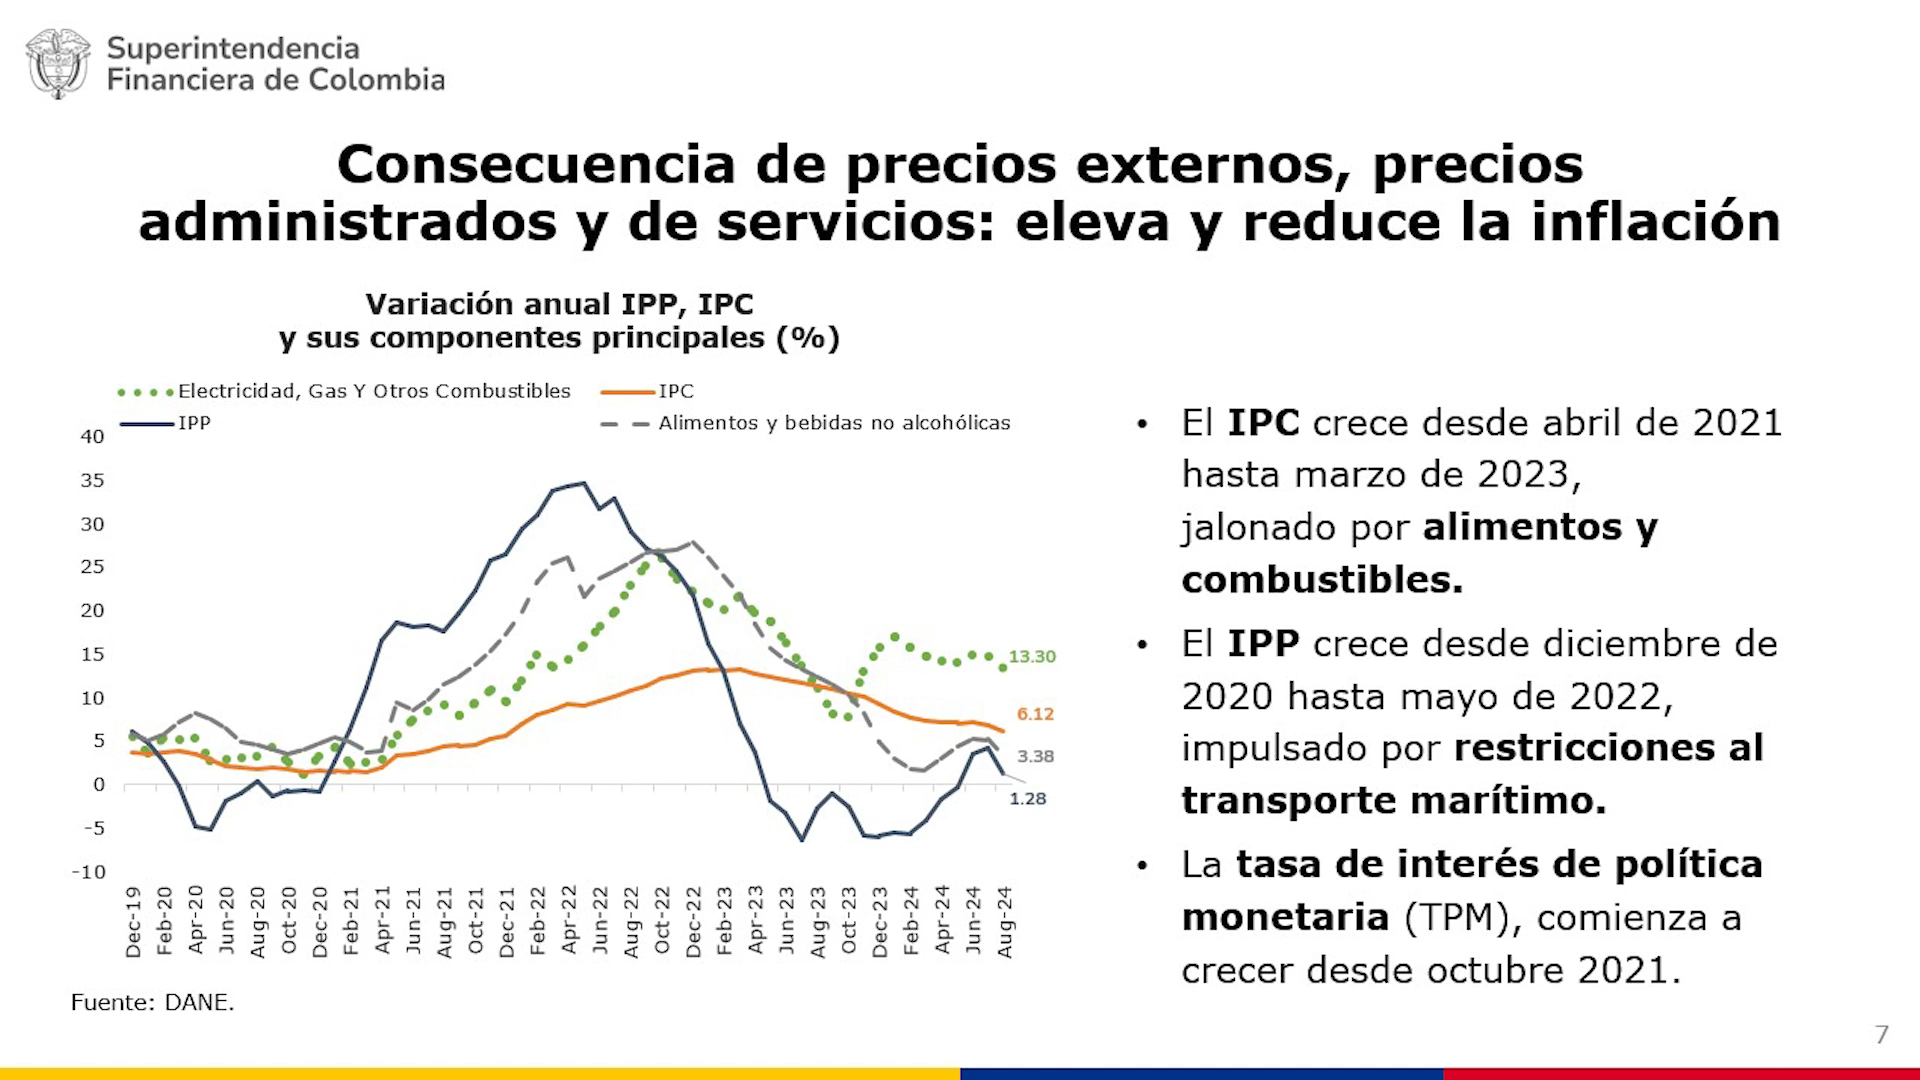 Superintendencia
Financiera de Colombia
Consecuencia de precios externos, precios
administrados y de servicios: eleva y reduce la inflación
Variación anual IPP, IPC
y sus componentes principales (%)
Electricidad, Gas Y Otros Combustibles
IPC
IPP
Alimentos y bebidas no alcohólicas
40
35
30
25
20
15
10
5
0
-5
-10
13.30
6.12
3.38
1.28
Dec-19
Feb-20
Apr-20
Jun-20
Aug-20
Oct-20
Dec-20
Feb-21
Apr-21
Jun-21
Aug-21
Oct-21
Dec-21
Feb-22
Apr-22
Jun-22
Aug-22
Oct-22
Dec-22
Feb-23
Apr-23
Jun-23
Aug-23
Oct-23
Dec-23
Feb-24
Apr-24
Jun-24
Aug-24
Fuente: DANE.
• El IPC crece desde abril de 2021
hasta marzo de 2023,
jalonado por alimentos y
combustibles.
• El IPP crece desde diciembre de
2020 hasta mayo de 2022,
impulsado por restricciones al
transporte marítimo.
• La tasa de interés de política
monetaria (TPM), comienza a
crecer desde octubre 2021.
7